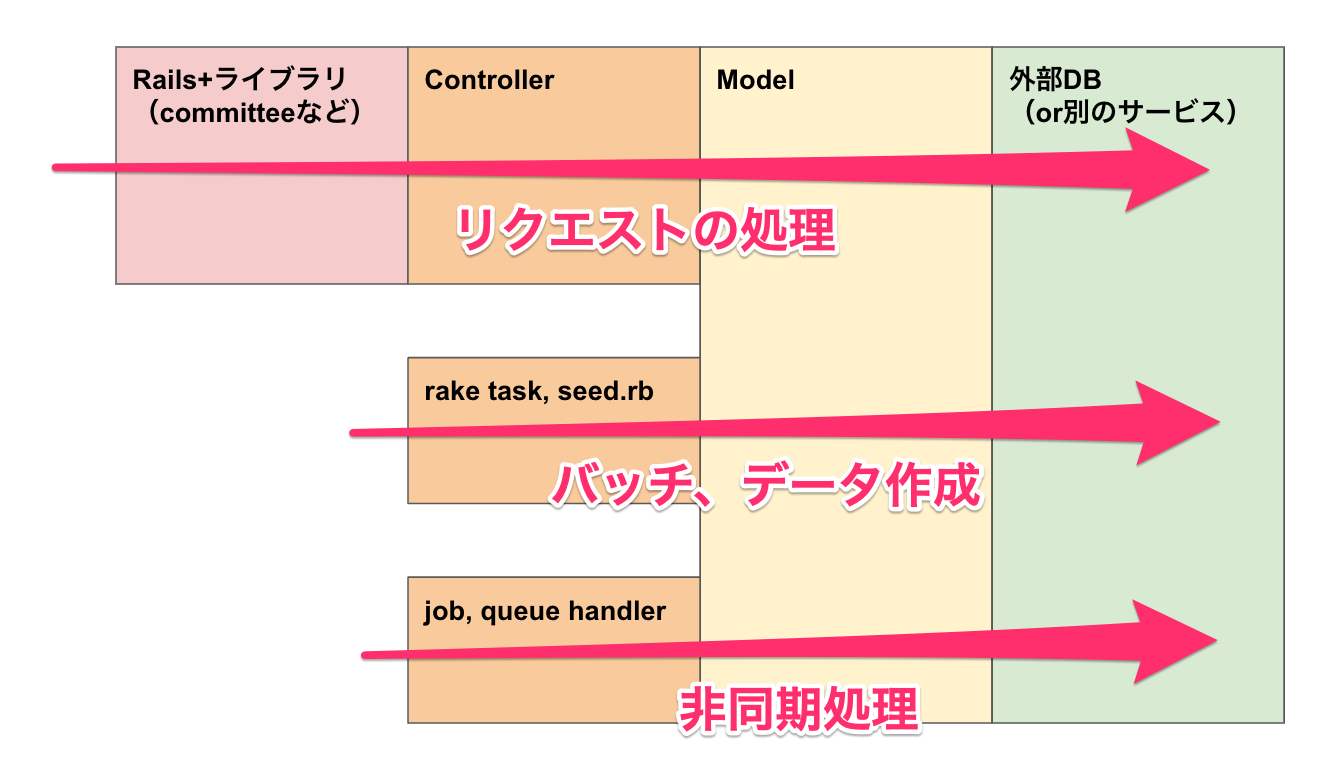 Rails+ライブラリ
（committeeなど）
Controller
Model
外部DB
（or別のサービス）
リクエストの処理
rake task, seed.rb
バッチ、データ作成
job, queue handler
非同期処理